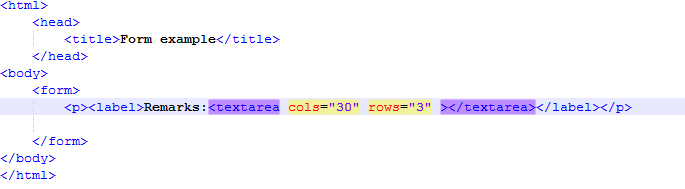 <html>
<head>
<title>Form example</title>
</head>
<body>
<form>
<p><label>Remarks:<textarea cols="30" rows="3" ></textarea></label></p>
</form>
</body>
</html>